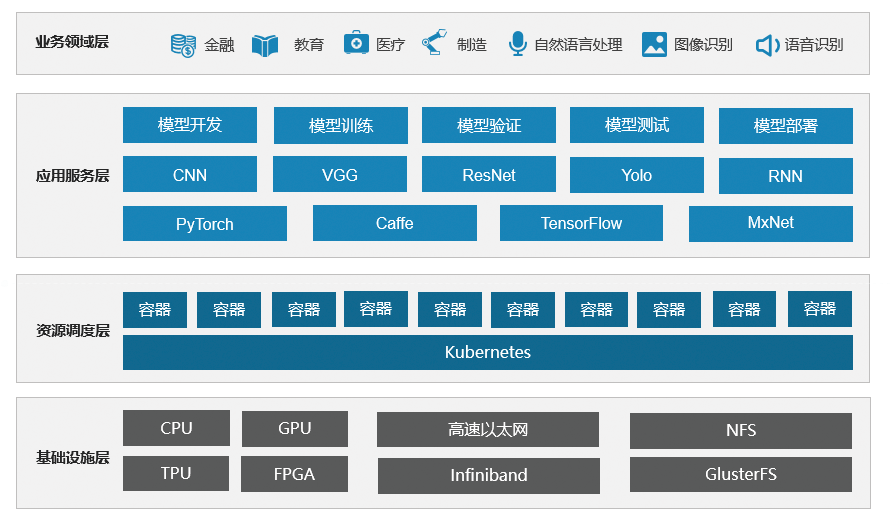 业务领域层 金融 教育 医疗 制造 自然语言处理 图像识别 语音识别
模型开发 模型训练 模型验证 模型测试 模型部署
应用服务层 CNN VGG ResNet Yolo RNN
PyTorch Caffe TensorFlow MxNet
容器 容器 容器 容器 容器 容器 容器 容器 容器 容器
资源调度层
Kubernetes
CPU GPU 高速以太网 NFS
基础设施层
TPU FPGA Infiniband GlusterFS